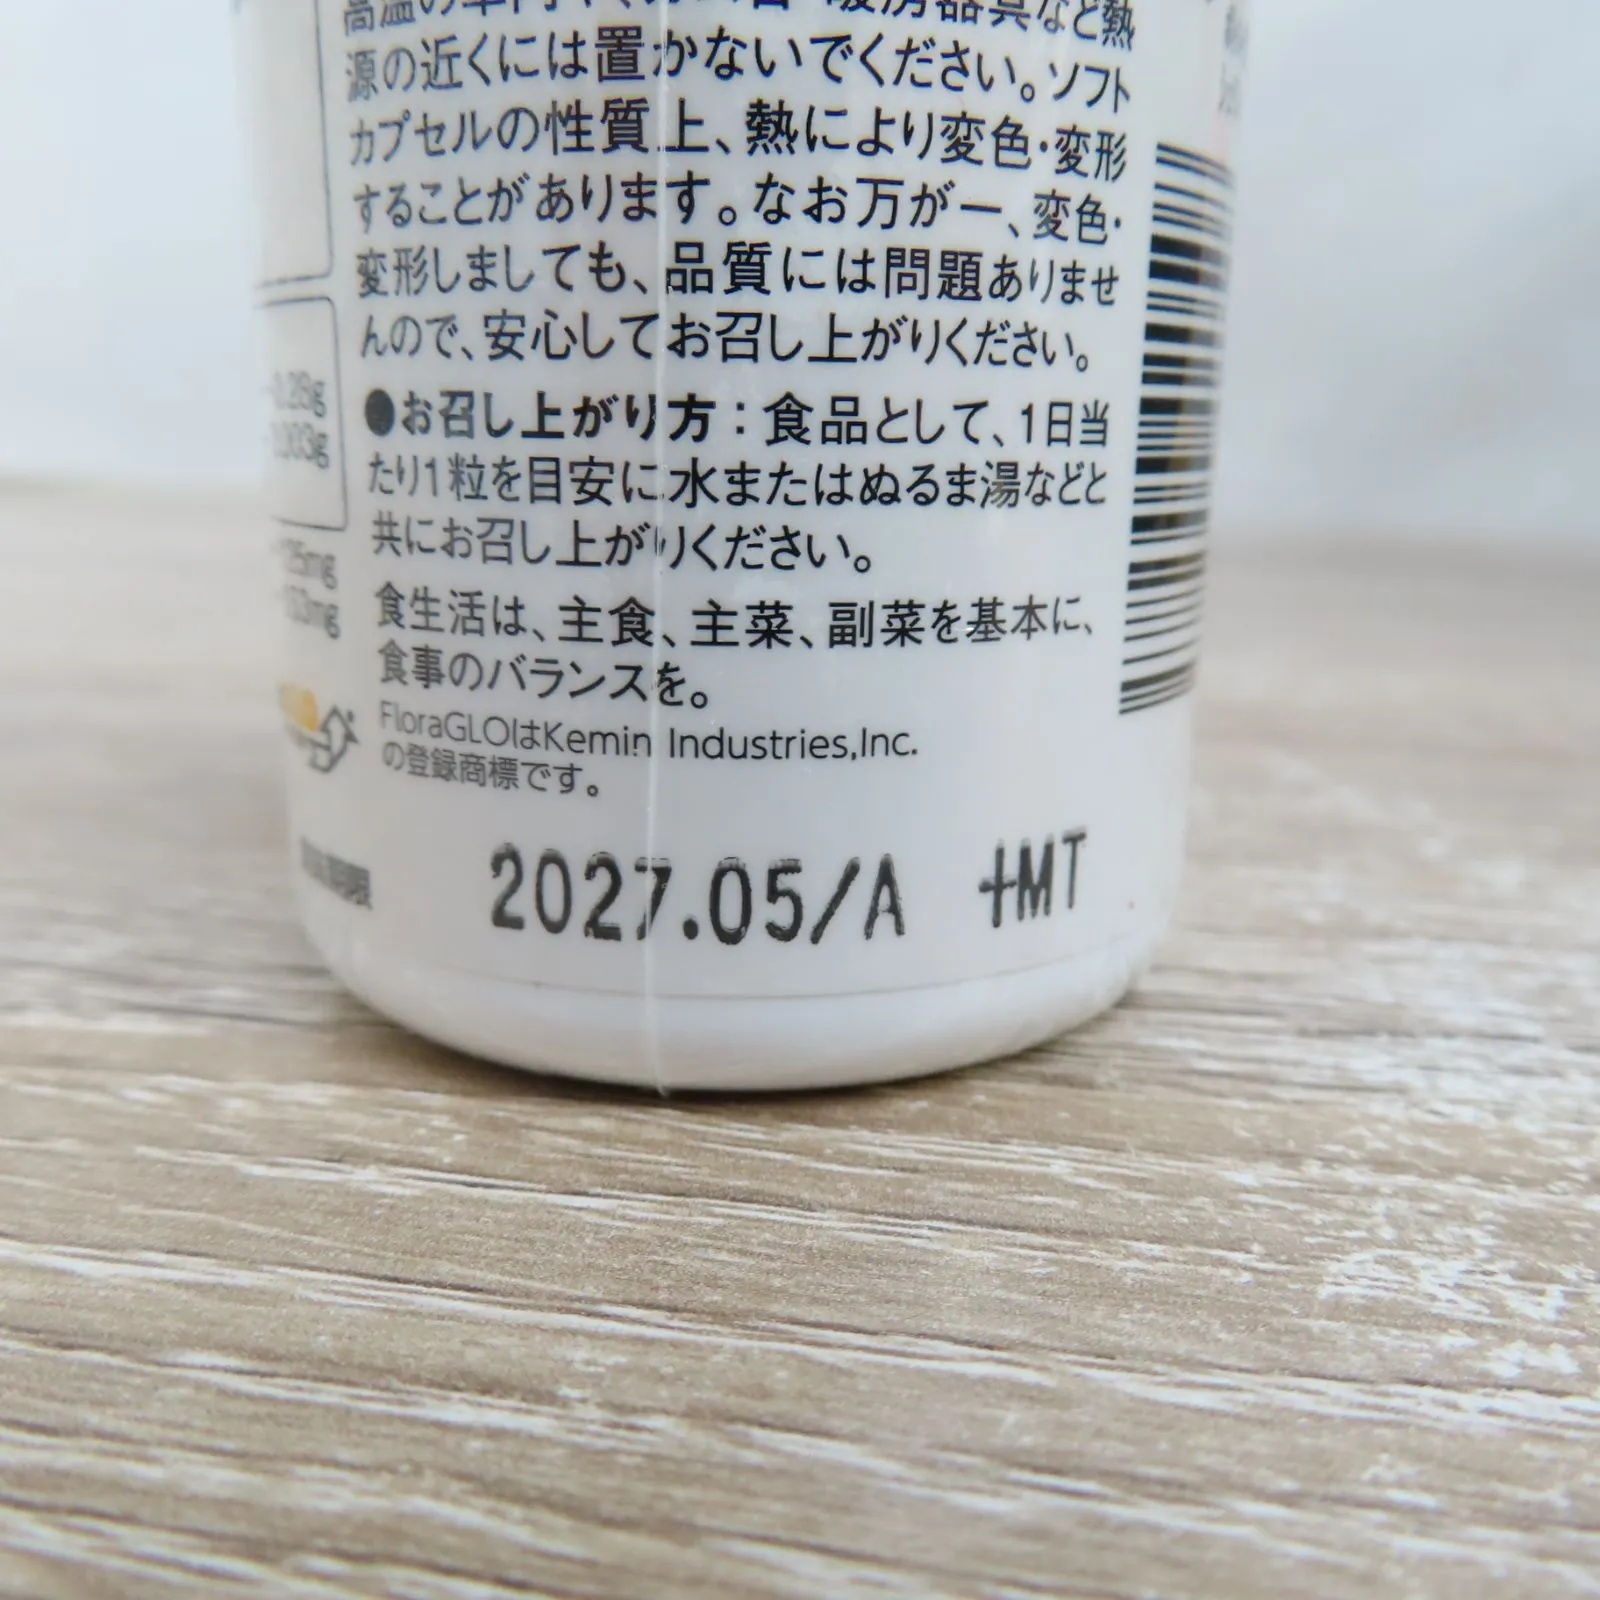 源の近くには置かないでください。ソフト
カプセルの性質上、熱により変色・変形
することがあります。なお万が一、変色・
変形しましても、品質には問題ありませ
んので、安心してお召し上がりください。
●お召し上がり方：食品として、1日当
たり1粒を目安に水またはぬるま湯などと
共にお召し上がりください。
食生活は、主食、主菜、副菜を基本に、
食事のバランスを。
FloraGLOはKemin Industries,Inc.
の登録商標です。
2027.05/A +MT